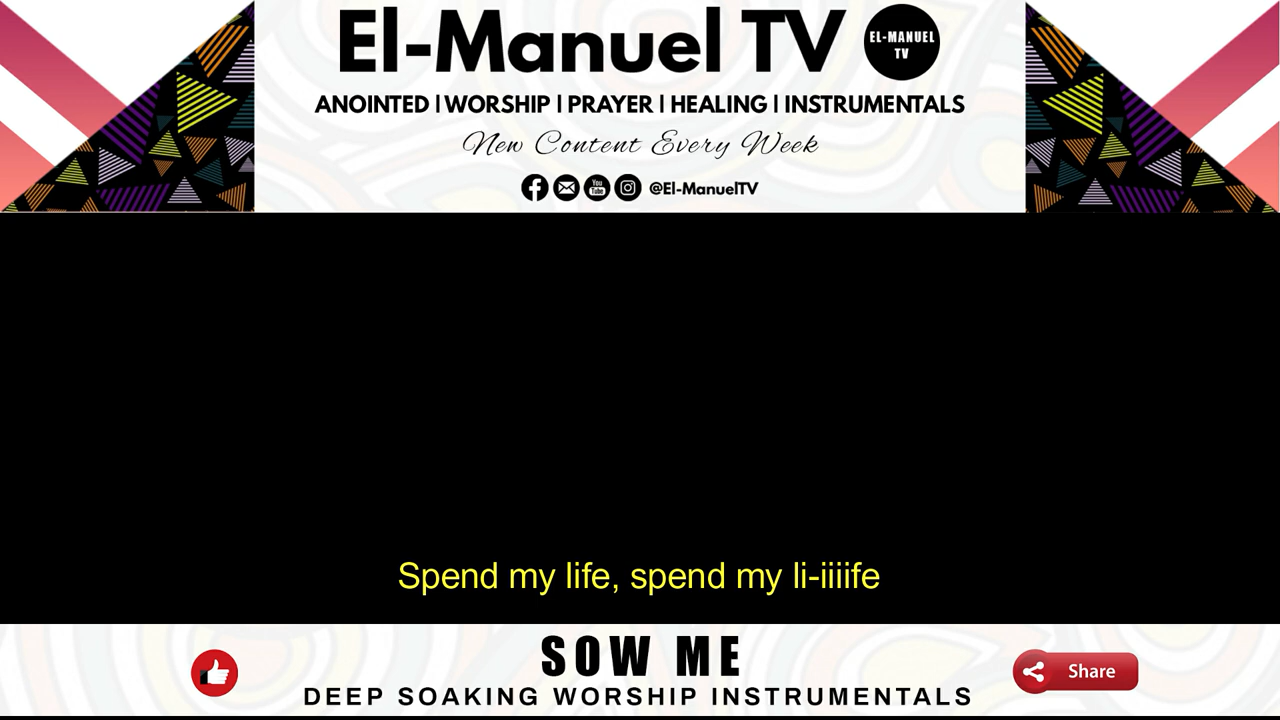 El-Manuel TV
EL-MANUEL
TV
ANOINTED | WORSHIP | PRAYER | HEALING | INSTRUMENTALS
New Content Every Week
You
Tube
@El-ManuelTV
Spend my life, spend my li-iiiife
SOW ME
Share
DEEP SOAKING WORSHIP INSTRUMENTALS